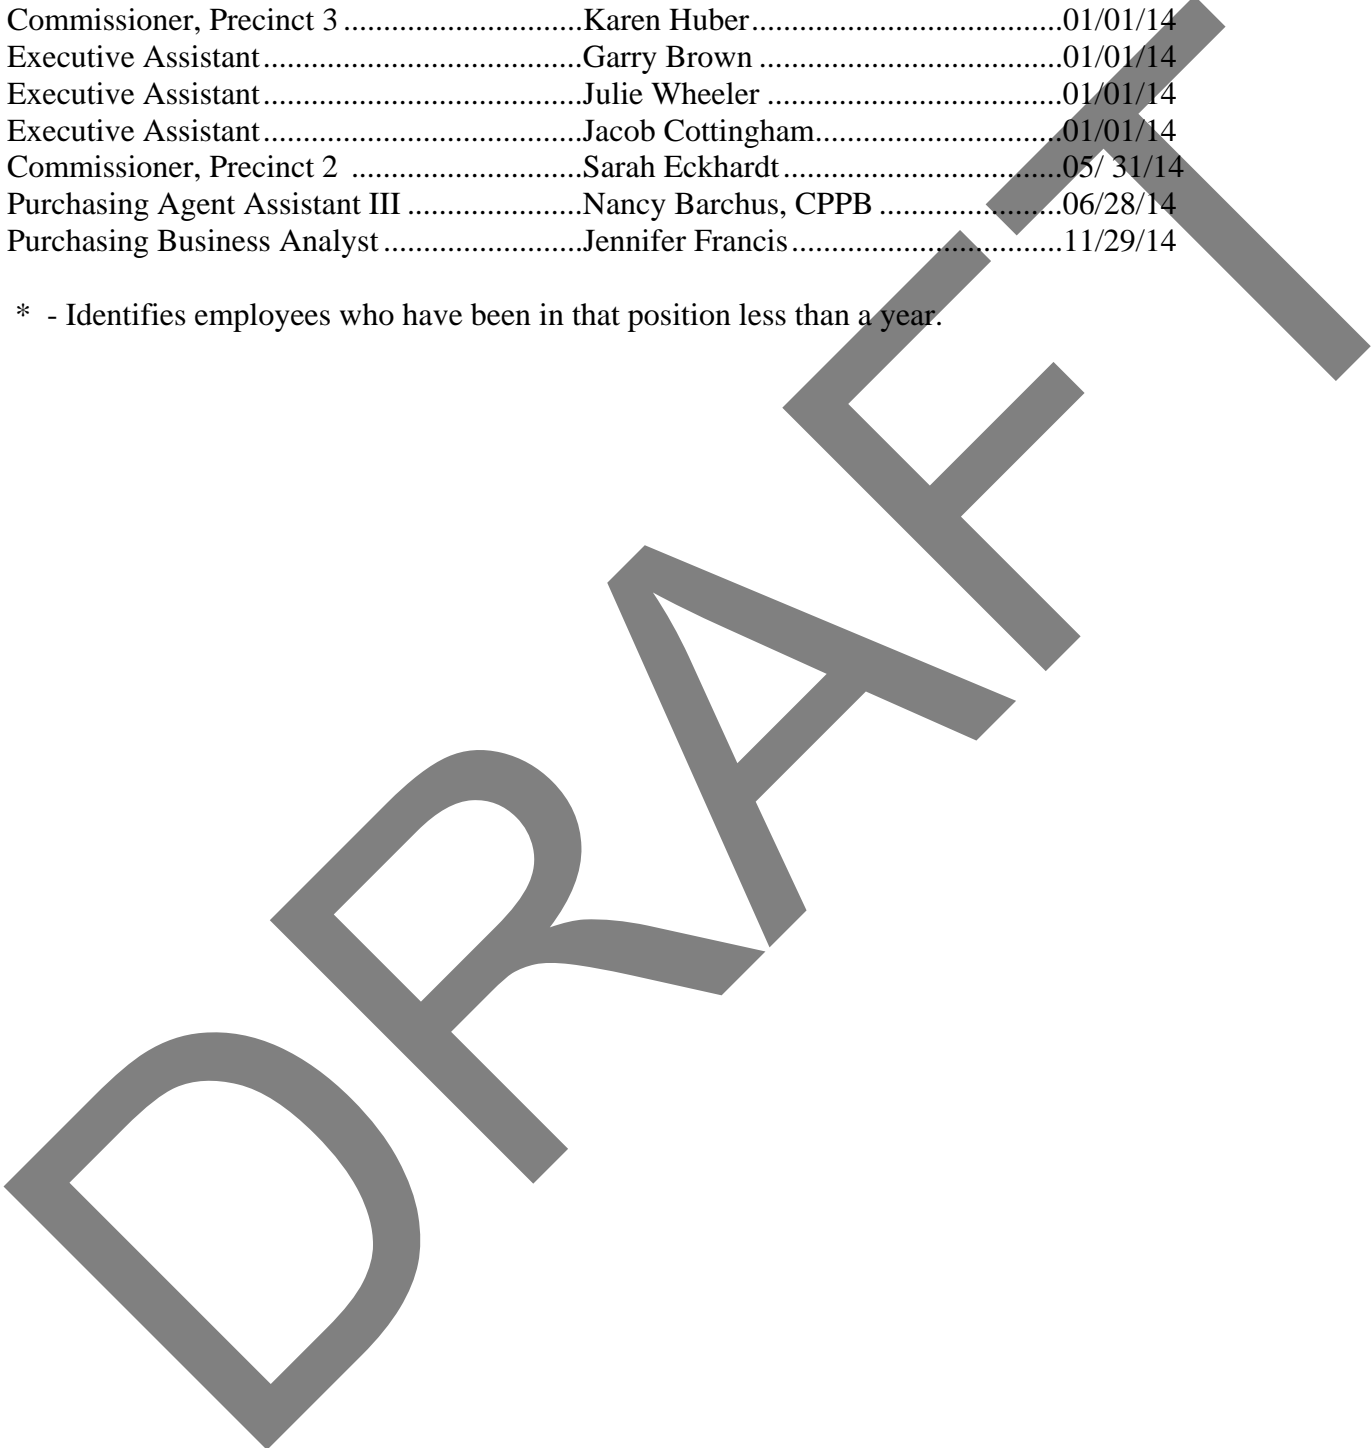 Commissioner, Precinct 3 ..............................Karen Huber.......................................01/01/14
Executive Assistant........................................Garry Brown ......................................01/01/14
Executive Assistant........................................Julie Wheeler .....................................01/01/14
Executive Assistant........................................Jacob Cottingham...............................01/01/14
Commissioner, Precinct 2 .............................Sarah Eckhardt...................................05/ 31/14
Purchasing Agent Assistant III ......................Nancy Barchus, CPPB .......................06/28/14
Purchasing Business Analyst.........................Jennifer Francis..................................11/29/14
* - Identifies employees who have been in that position less than a year.
DRAFT